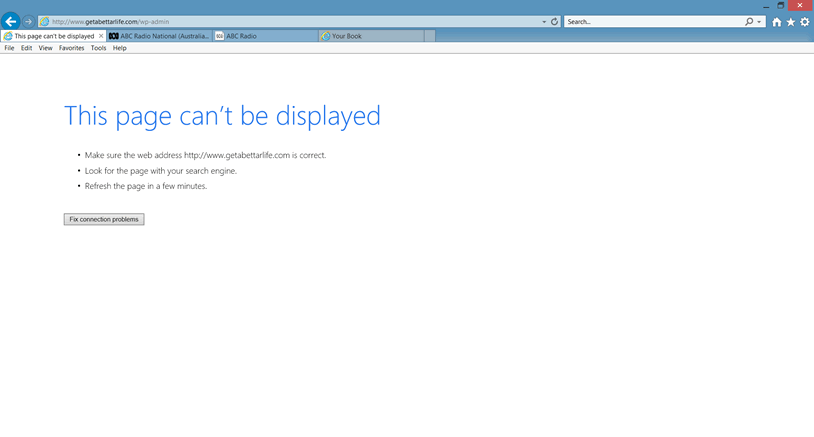 http://www.getabettarlife.com/wp-admin
Search...
This page can't be displayed
ABC Radio National (Australia...
ABC Radio
Your Book
File Edit View Favorites Tools Help
This page can’t be displayed
• Make sure the web address http://www.getabettarlife.com is correct.
• Look for the page with your search engine.
• Refresh the page in a few minutes.
Fix connection problems